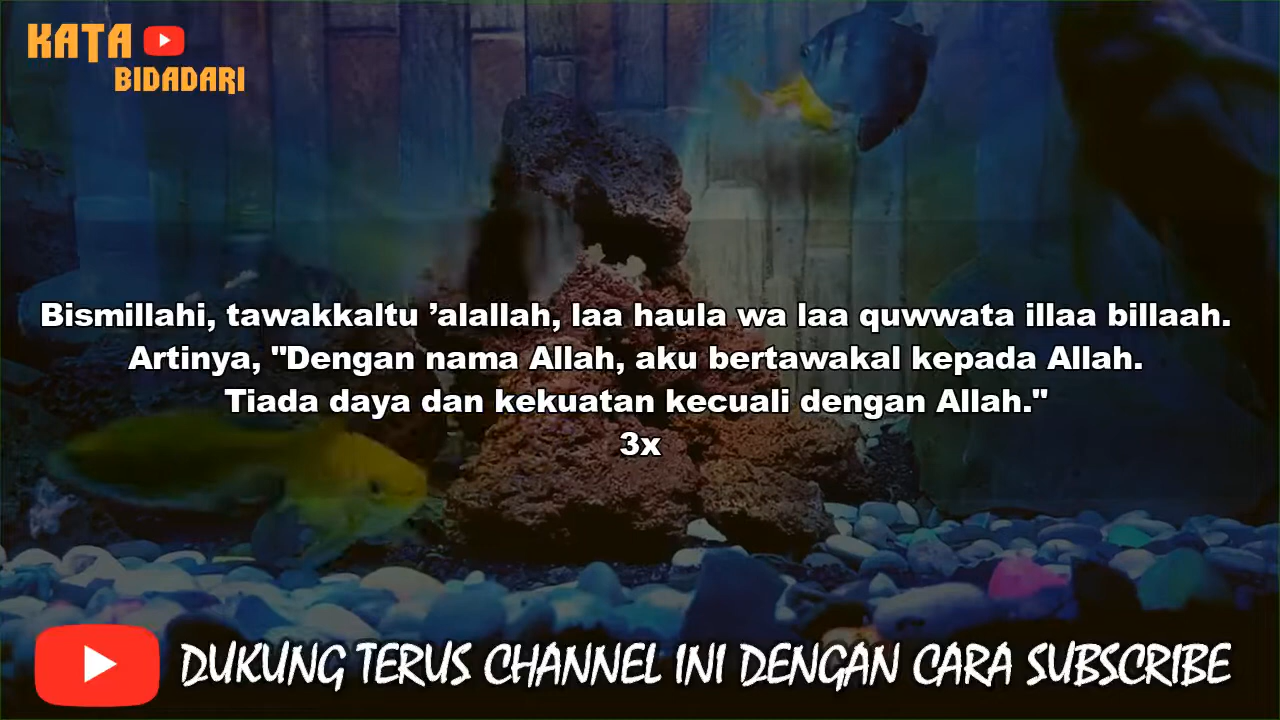 KATA
BIDADARI
Bismillahi, tawakkaltu ’alallah, laa haula wa laa quwwata illaa billaah.
Artinya, "Dengan nama Allah, aku bertawakal kepada Allah.
Tiada daya dan kekuatan kecuali dengan Allah."
3x
DUKUNG TERUS CHANNEL INI DENGAN CARA SUBSCRIBE